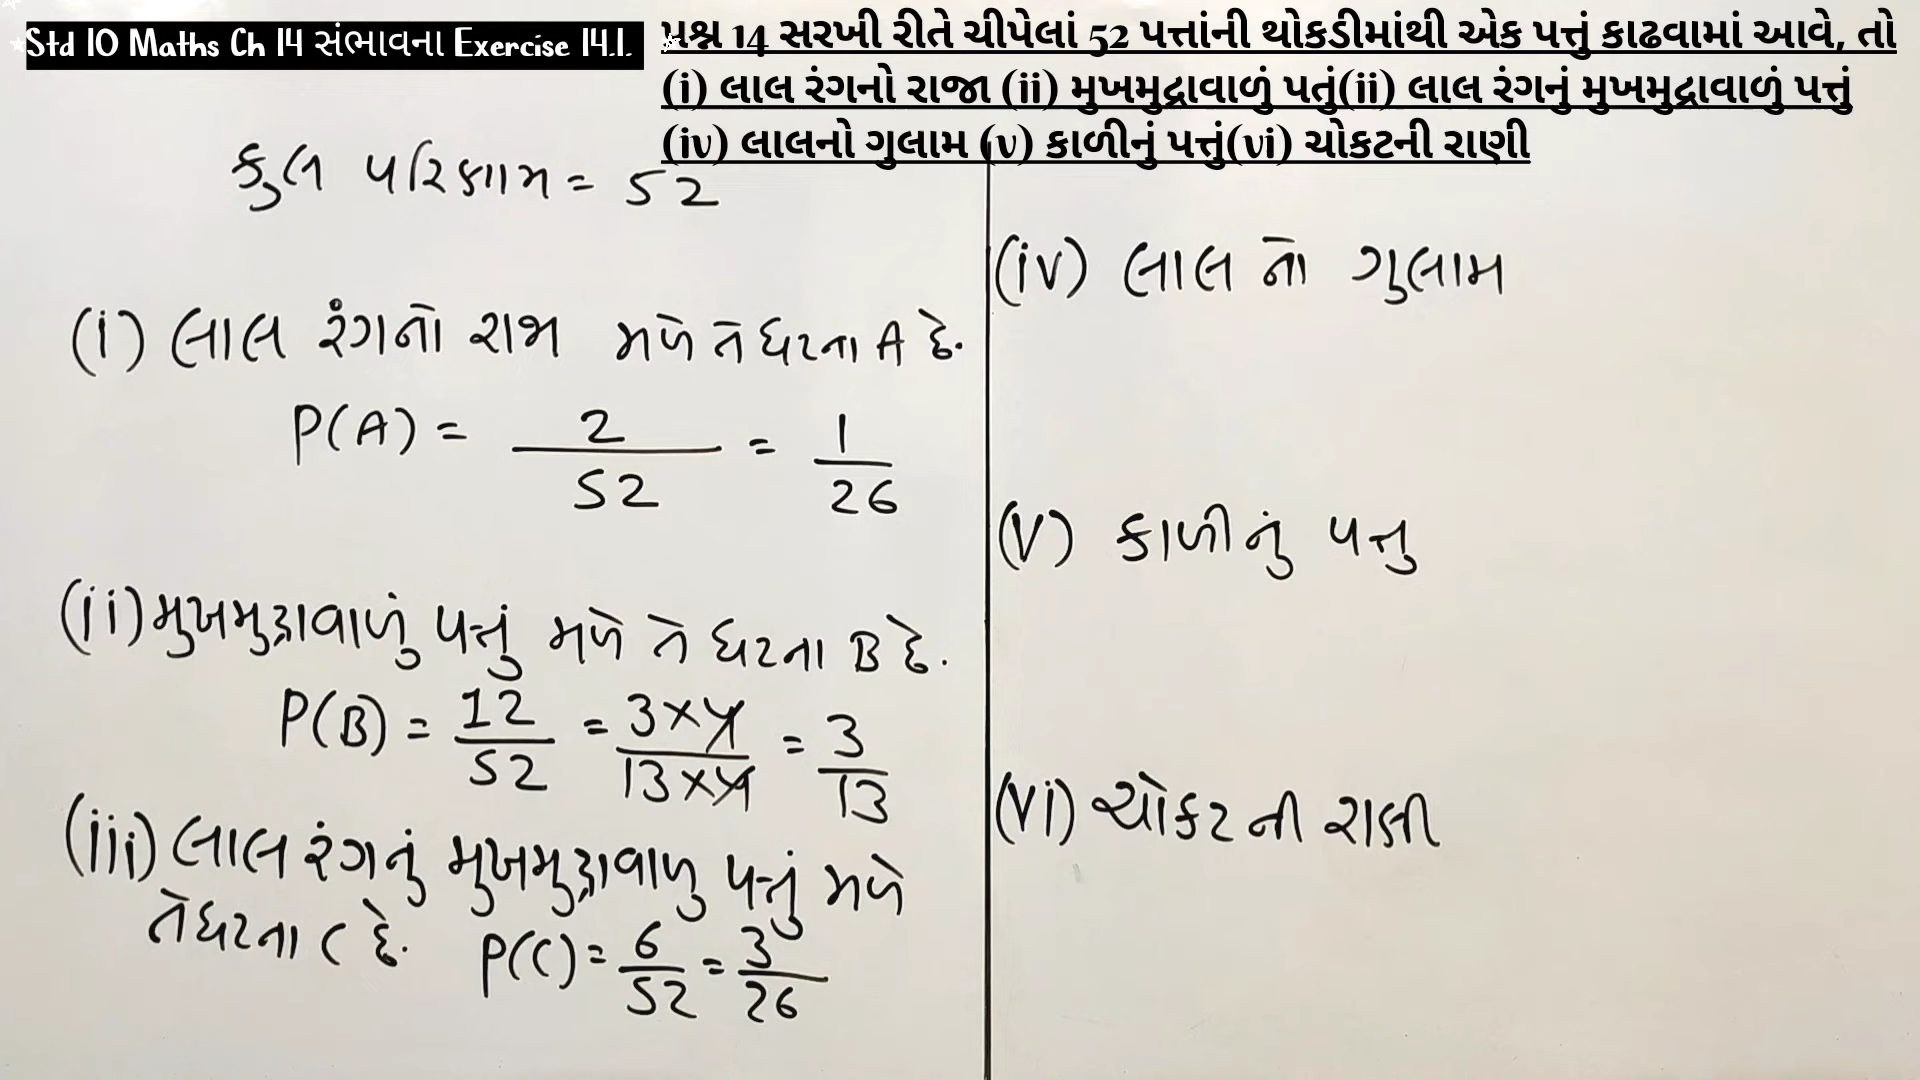 Std 10 Maths Ch 14 સંભાવના Exercise 14.1.
પ્રશ્ન 14 સરખી રીતે ચીપેલાં 52 પત્તાંની થોકડીમાંથી એક પત્તું કાઢવામાં આવે, તો
(i) લાલ રંગનો રાજા (ii) મુખમુદ્રાવાળું પતું(ii) લાલ રંગનું મુખમુદ્રાવાળું પત્તું
(iv) લાલનો ગુલામ (v) કાળીનું પત્તું(vi) ચોકટની રાણી
કુલ પરિણામ = 52
(i) લાલ રંગનો રાજા મળે તે ઘટના A છે.
P(A) = 2/52 = 1/26
(ii) મુખમુદ્રાવાળું પત્તું મળે તે ઘટના B છે.
P(B) = 12/52 = 3×4/13×4 = 3/13
(iii) લાલ રંગનું મુખમુદ્રાવાળુ પત્તું મળે
તે ઘટના C છે. P(C) = 6/52 = 3/26
(iv) લાલ નો ગુલામ
(v) કાળીનું પત્તુ
(vi) ચોકટ ની રાણી